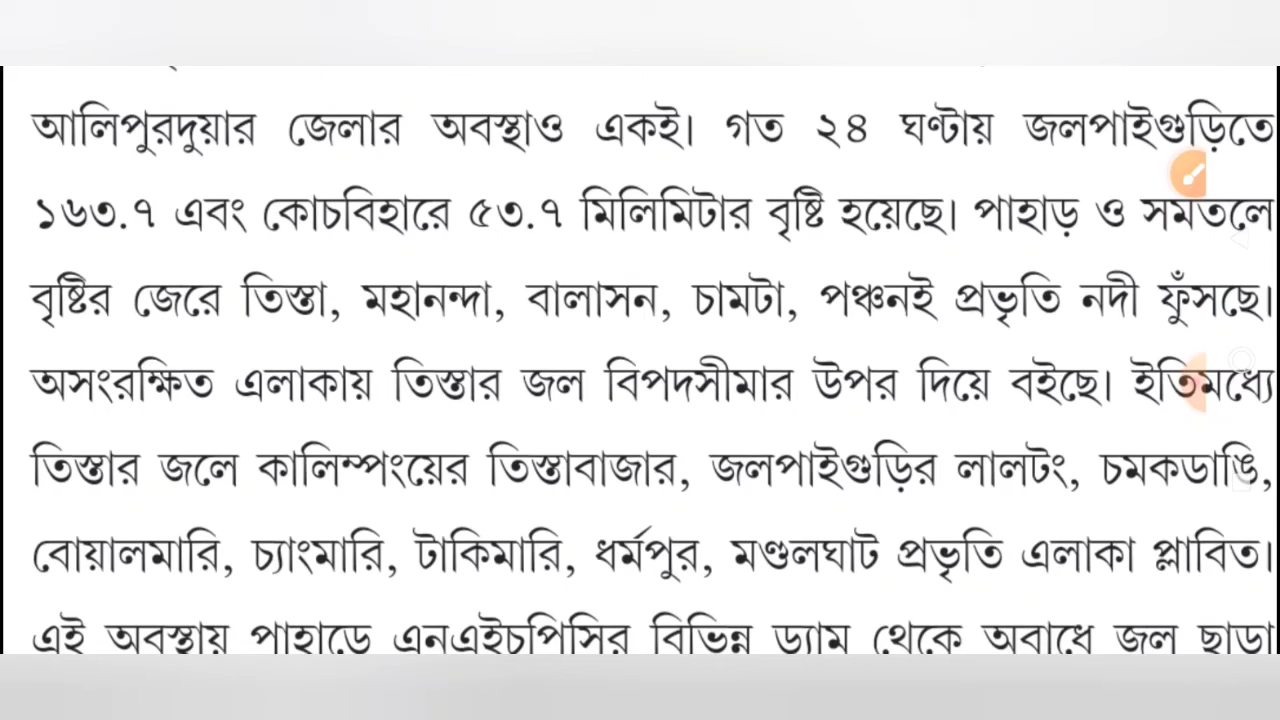 আলিপুরদুয়ার জেলার অবস্থাও একই। গত ২৪ ঘণ্টায় জলপাইগুড়িতে
১৬৩.৭ এবং কোচবিহারে ৫৩.৭ মিলিমিটার বৃষ্টি হয়েছে। পাহাড় ও সমতলে
বৃষ্টির জেরে তিস্তা, মহানন্দা, বালাসন, চামটা, পঞ্চনই প্রভৃতি নদী ফুঁসছে।
অসংরক্ষিত এলাকায় তিস্তার জল বিপদসীমার উপর দিয়ে বইছে। ইতিমধ্যে
তিস্তার জলে কালিম্পংয়ের তিস্তাবাজার, জলপাইগুড়ির লালটং, চমকডাঙি,
বোয়ালমারি, চ্যাংমারি, টাকিমারি, ধর্মপুর, মণ্ডলঘাট প্রভৃতি এলাকা প্লাবিত।
এই অবস্থায় পাহাড়ে এনএইচপিসির বিভিন্ন ড্যাম থেকে অবাধে জল ছাড়া